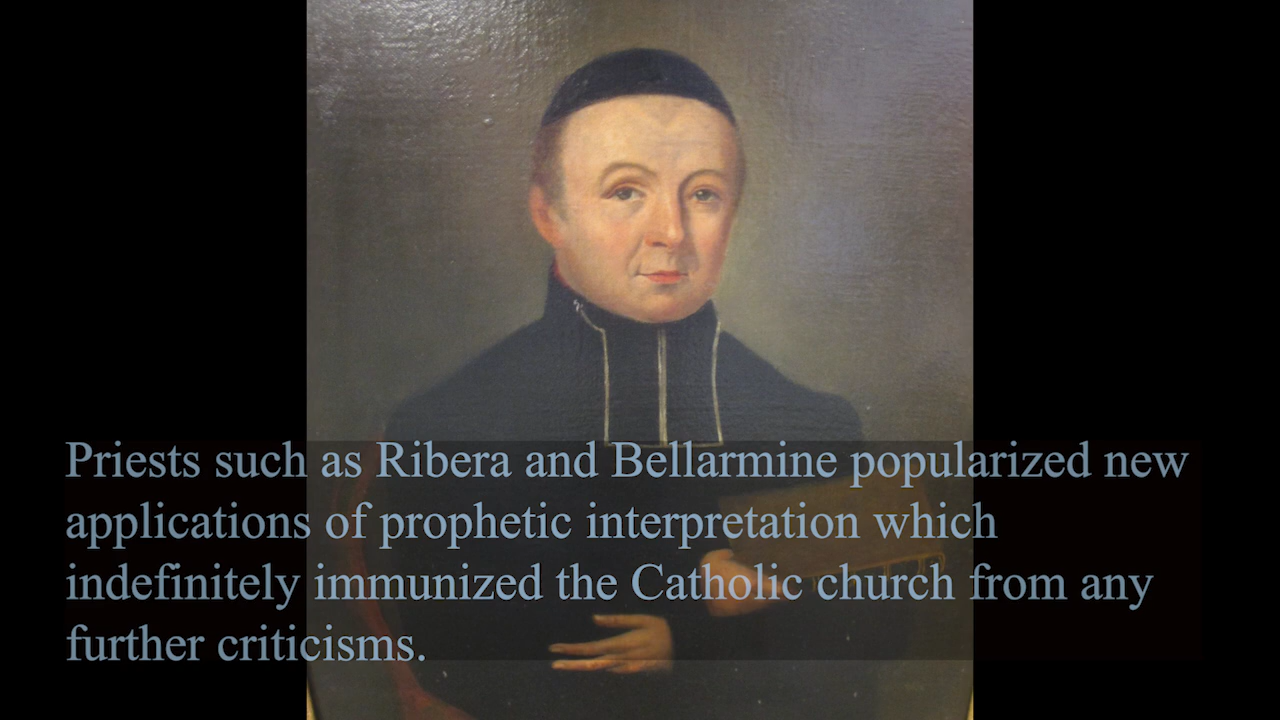 Priests such as Ribera and Bellarmine popularized new
applications of prophetic interpretation which
indefinitely immunized the Catholic church from any
further criticisms.